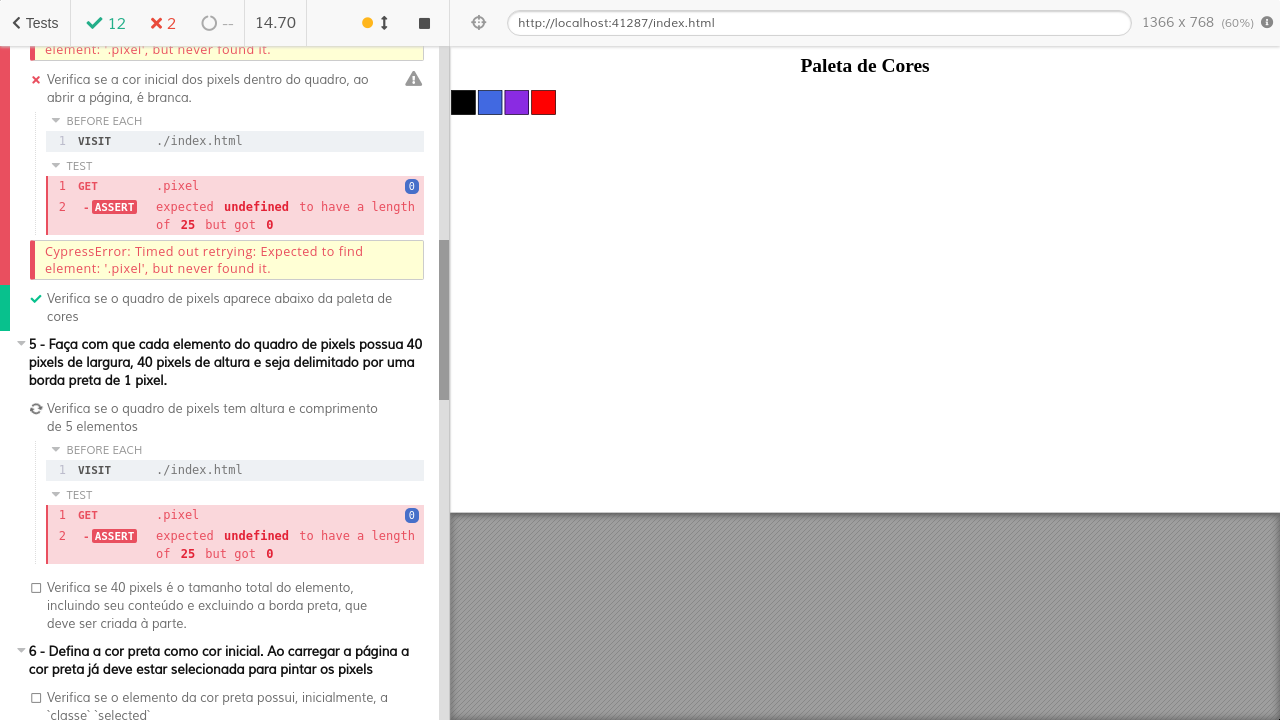 Tests
12
2
--
14.70
http://localhost:41287/index.html
1366 x 768 (60%)
element: '.pixel', but never found it.
Verifica se a cor inicial dos pixels dentro do quadro, ao
abrir a página, é branca.
BEFORE EACH
1 VISIT ./index.html
TEST
1 GET .pixel 0
2 -ASSERT expected undefined to have a length
of 25 but got 0
CypressError: Timed out retrying: Expected to find
element: '.pixel', but never found it.
Verifica se o quadro de pixels aparece abaixo da paleta de
cores
5 - Faça com que cada elemento do quadro de pixels possua 40
pixels de largura, 40 pixels de altura e seja delimitado por uma
borda preta de 1 pixel.
Verifica se o quadro de pixels tem altura e comprimento
de 5 elementos
BEFORE EACH
1 VISIT ./index.html
TEST
1 GET .pixel 0
2 -ASSERT expected undefined to have a length
of 25 but got 0
Verifica se 40 pixels é o tamanho total do elemento,
incluindo seu conteúdo e excluindo a borda preta, que
deve ser criada à parte.
6 - Defina a cor preta como cor inicial. Ao carregar a página a
cor preta já deve estar selecionada para pintar os pixels
Verifica se o elemento da cor preta possui, inicialmente, a
`classe` `selected`
Paleta de Cores